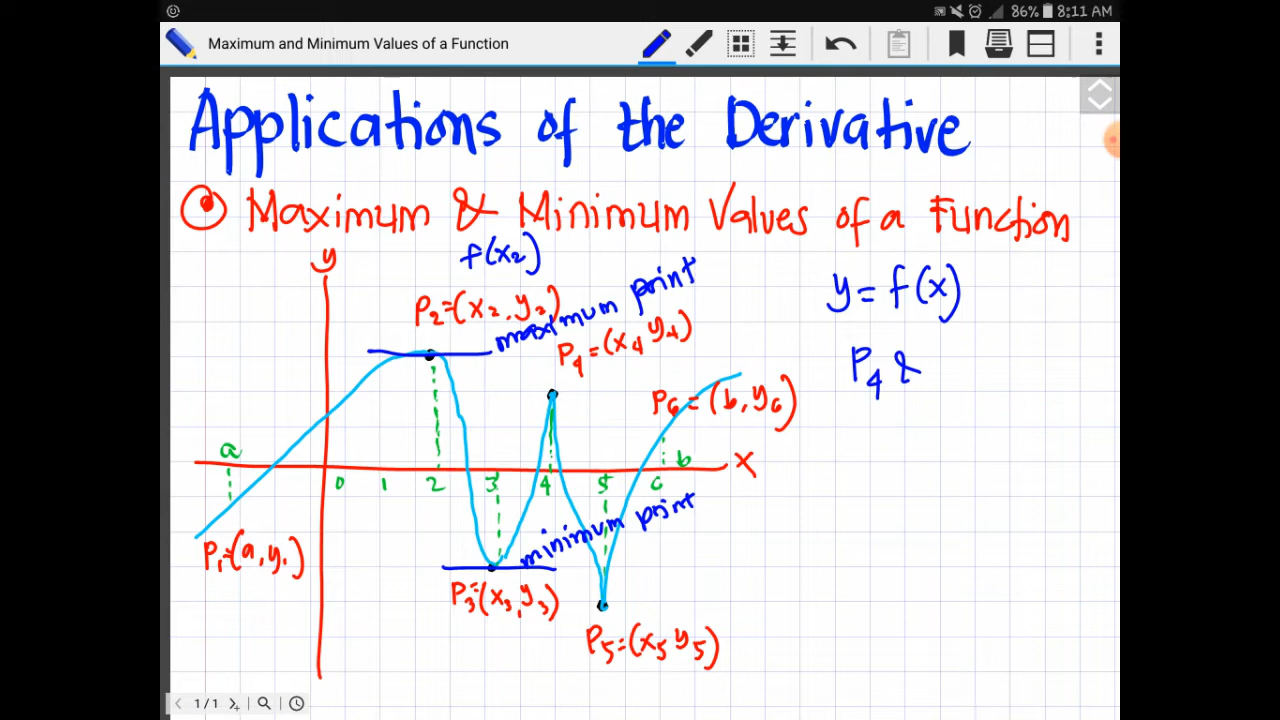 86% 8:11 AM
Maximum and Minimum Values of a Function
Applications of the Derivative
Maximum & Minimum Values of a Function
y
f(x₂)
y = f(x)
P₂=(x₂, y₂)
maximum print
P₄=(x₄ y₄)
P₄ &
P₆=(b, y₆)
a
b
x
0 1 2 3 4 5 6
minimum print
P₁=(a, y₁)
P₃=(x₃, y₃)
P₅=(x₅ y₅)
1/1